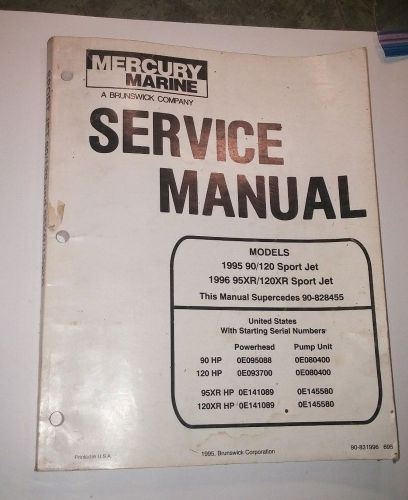 MERCURY
MARINE
A BRUNSWICK COMPANY
SERVICE
MANUAL
MODELS
1995 90/120 Sport Jet
1996 95XR/120XR Sport Jet
This Manual Supercedes 90-828455
United States
With Starting Serial Numbers
Powerhead Pump Unit
90 HP 0E095088 0E080400
120 HP 0E093700 0E080400
95XR HP 0E141089 0E145580
120XR HP 0E141089 0E145580
Printed in U.S.A. 1995, Brunswick Corporation 90-831996 695